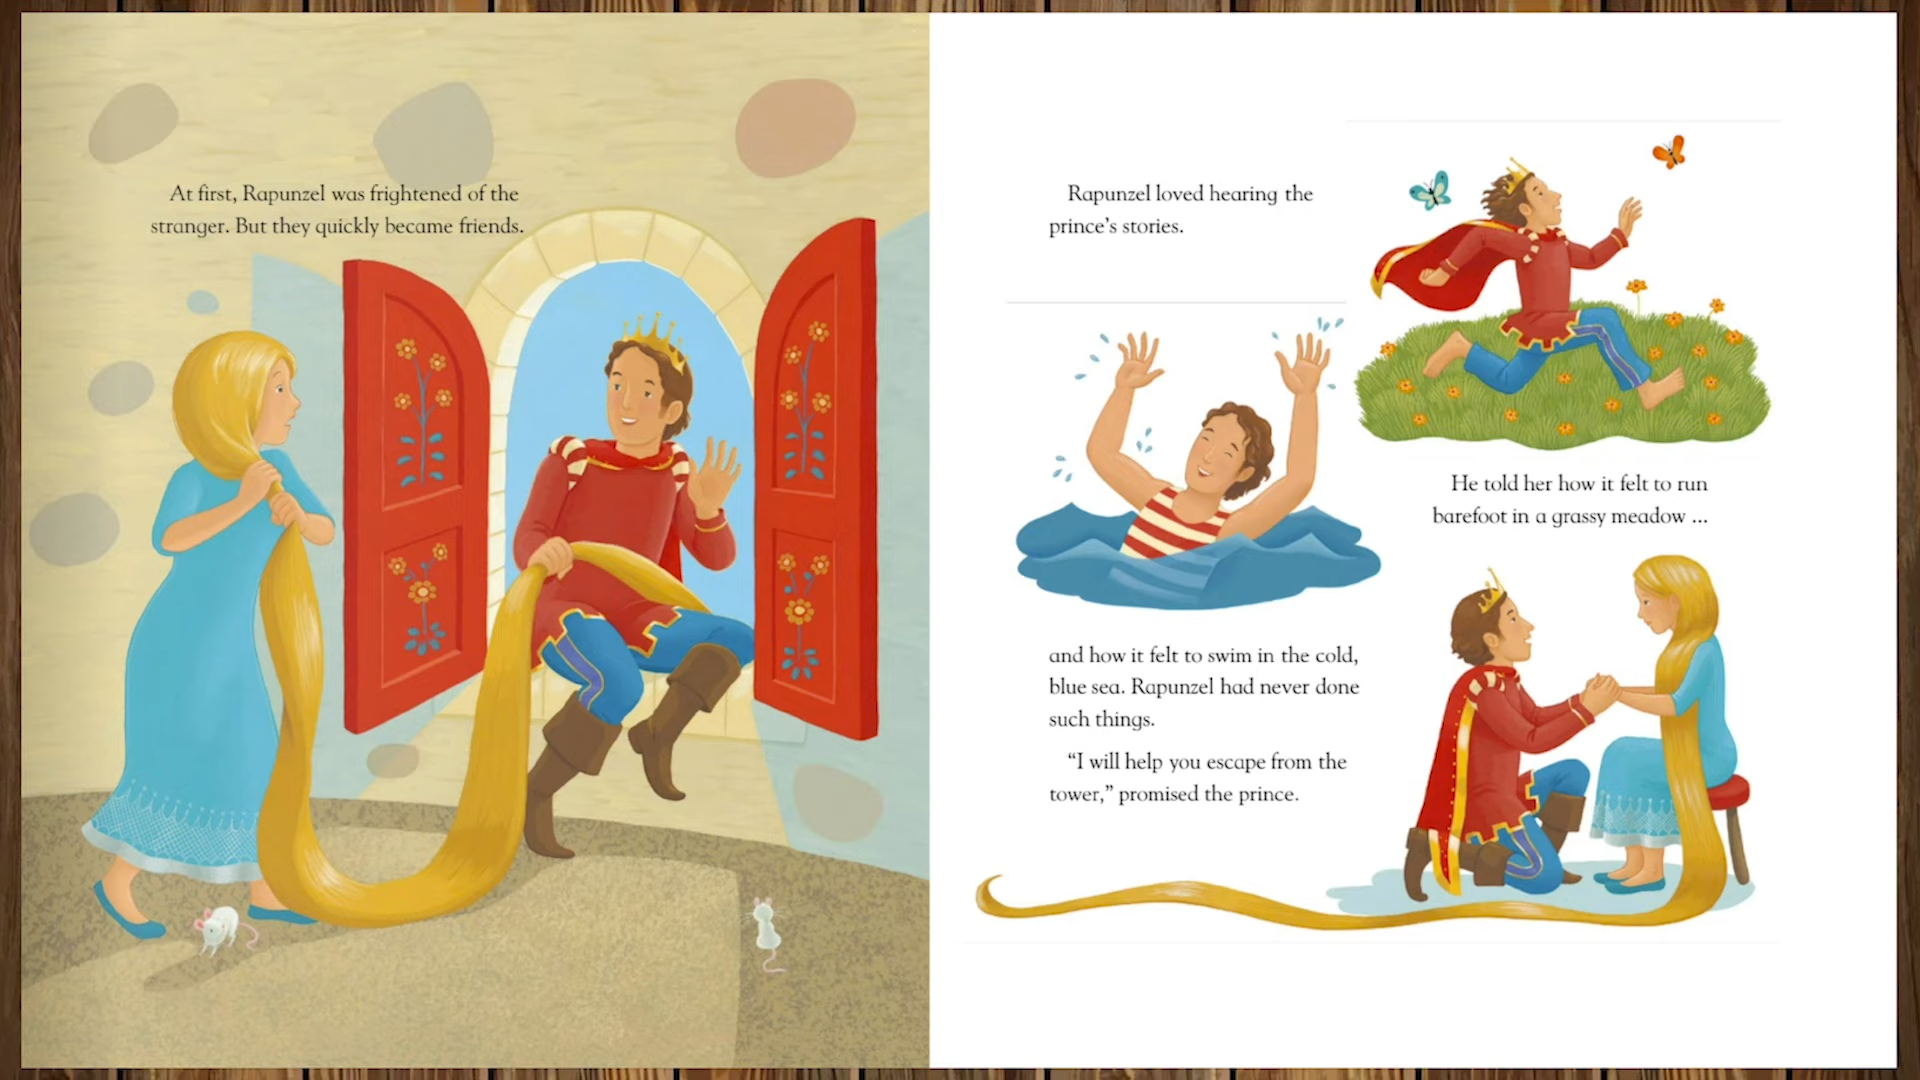 At first, Rapunzel was frightened of the
stranger. But they quickly became friends.
Rapunzel loved hearing the
prince's stories.
He told her how it felt to run
barefoot in a grassy meadow ...
and how it felt to swim in the cold,
blue sea. Rapunzel had never done
such things.
“I will help you escape from the
tower,” promised the prince.